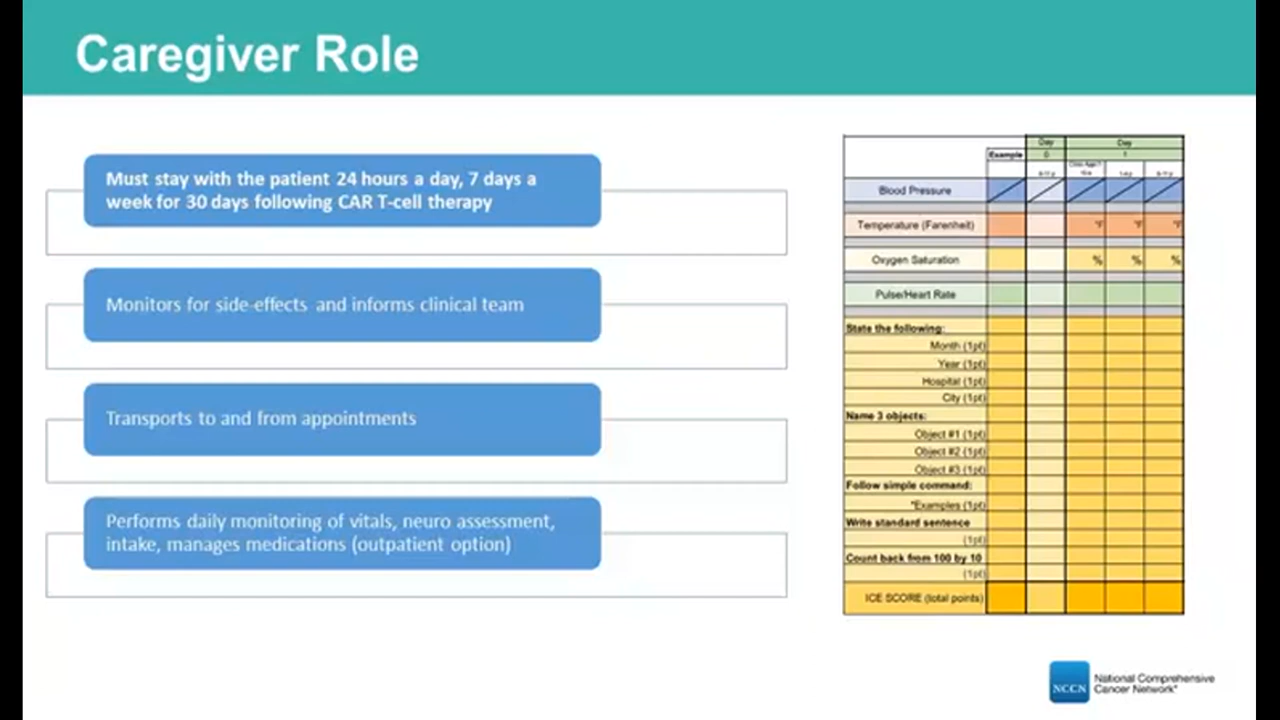 Caregiver Role
Must stay with the patient 24 hours a day, 7 days a
week for 30 days following CAR T-cell therapy
Monitors for side-effects and informs clinical team
Transports to and from appointments
Performs daily monitoring of vitals, neuro assessment,
intake, manages medications (outpatient option)
Day Day
Example 0 1
Blood Pressure
Temperature (Farenheit) °F °F °F
Oxygen Saturation % % %
Pulse/Heart Rate
State the following:
Month (1pt)
Year (1pt)
Hospital (1pt)
City (1pt)
Name 3 objects:
Object #1 (1pt)
Object #2 (1pt)
Object #3 (1pt)
Follow simple command:
*Examples (1pt)
Write standard sentence
(1pt)
Count back from 100 by 10
(1pt)
ICE SCORE (total points)
NCCN National Comprehensive
Cancer Network®